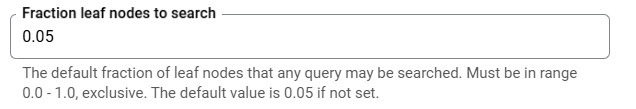 Fraction leaf nodes to search
0.05
The default fraction of leaf nodes that any query may be searched. Must be in range
0.0 - 1.0, exclusive. The default value is 0.05 if not set.